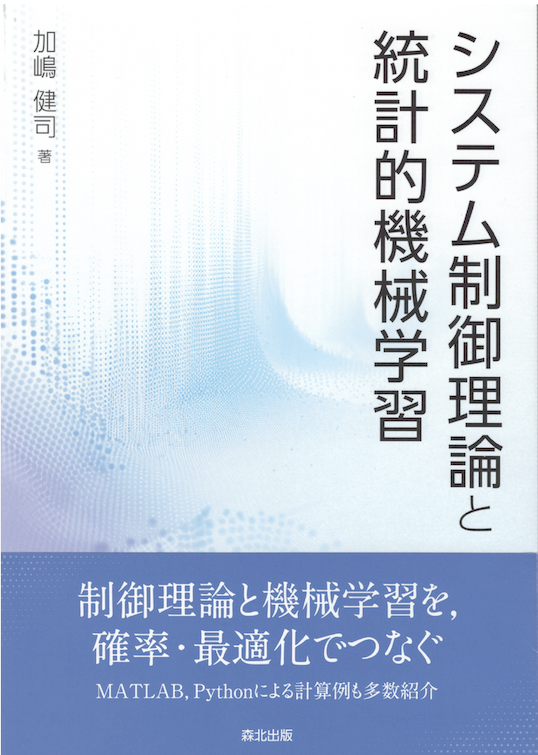 システム制御理論と
統計的機械学習
加嶋 健司 著
制御理論と機械学習を,
確率・最適化でつなぐ
MATLAB, Pythonによる計算例も多数紹介
森北出版